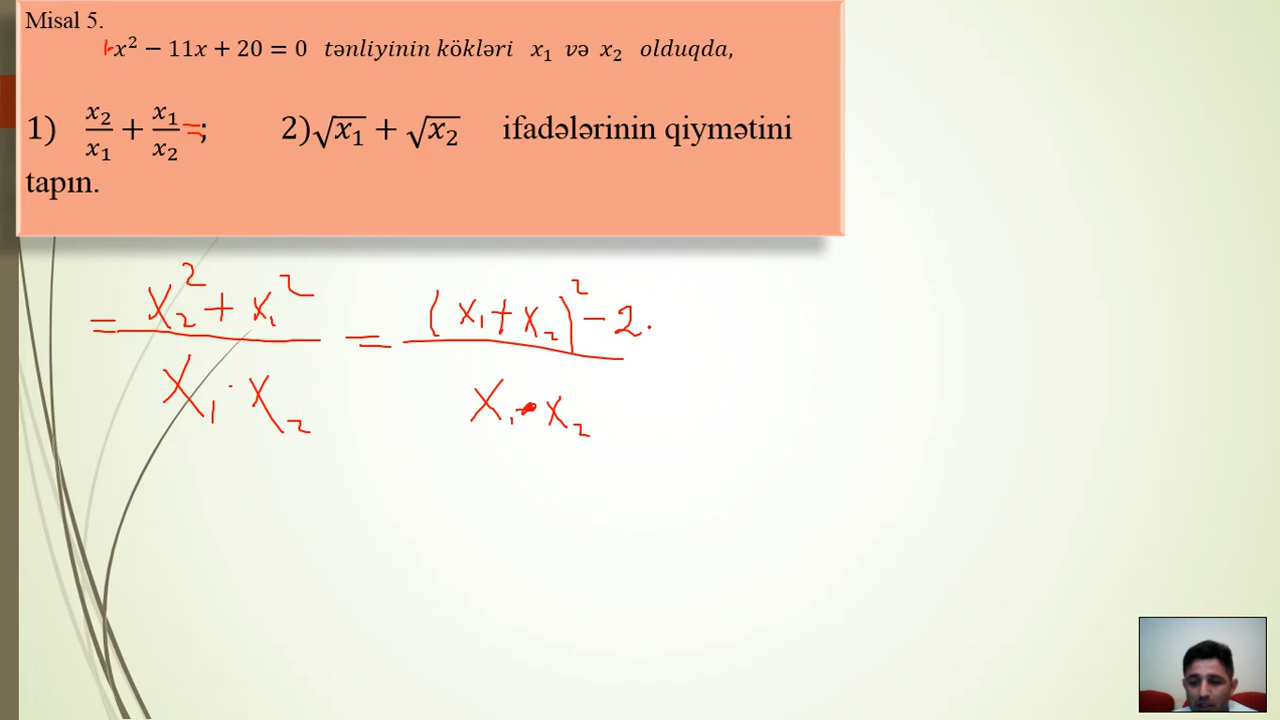 Misal 5.
x² − 11x + 20 = 0 tənliyinin kökləri x₁ və x₂ olduqda,
1) x₂/x₁ + x₁/x₂ = ; 2)√x₁ + √x₂ ifadələrinin qiymətini
tapın.
= (x₂² + x₁²)/(x₁ · x₂) = ((x₁ + x₂)² − 2·)/(x₁ · x₂)